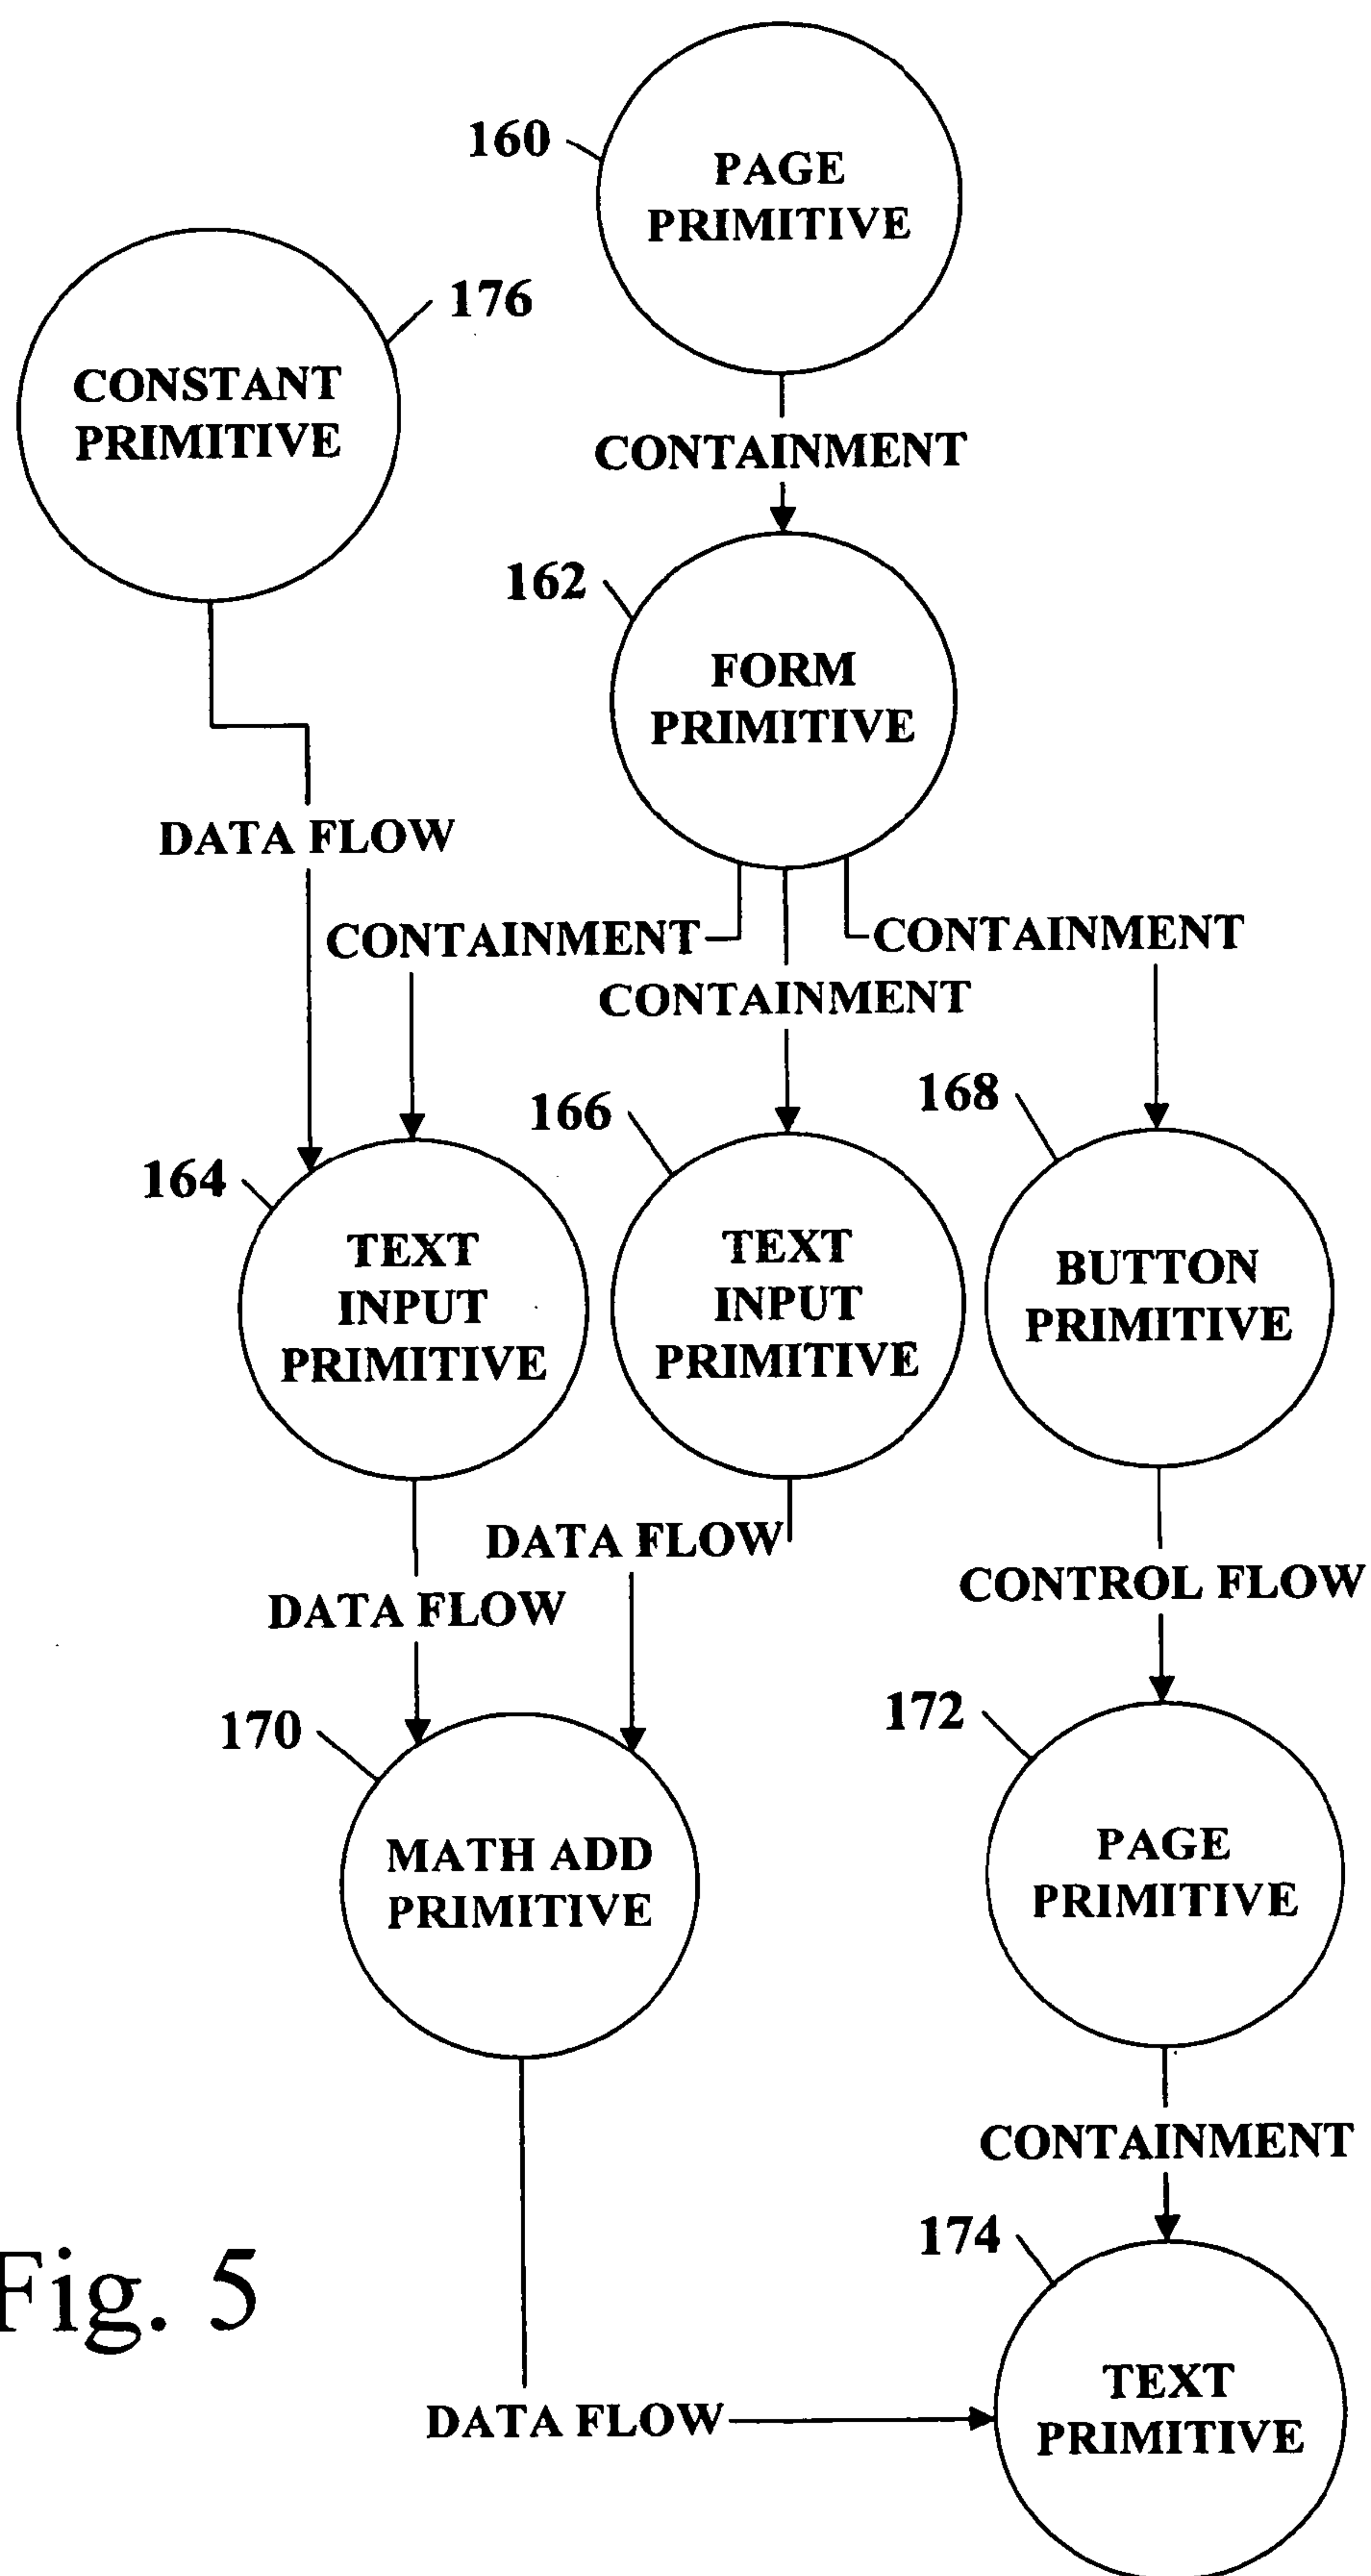 160
PAGE
PRIMITIVE
176
CONSTANT
PRIMITIVE
CONTAINMENT
162
FORM
PRIMITIVE
DATA FLOW
CONTAINMENT
CONTAINMENT
CONTAINMENT
164
166
168
TEXT
INPUT
PRIMITIVE
TEXT
INPUT
PRIMITIVE
BUTTON
PRIMITIVE
DATA FLOW
DATA FLOW
CONTROL FLOW
170
172
MATH ADD
PRIMITIVE
PAGE
PRIMITIVE
CONTAINMENT
174
Fig. 5
TEXT
PRIMITIVE
DATA FLOW